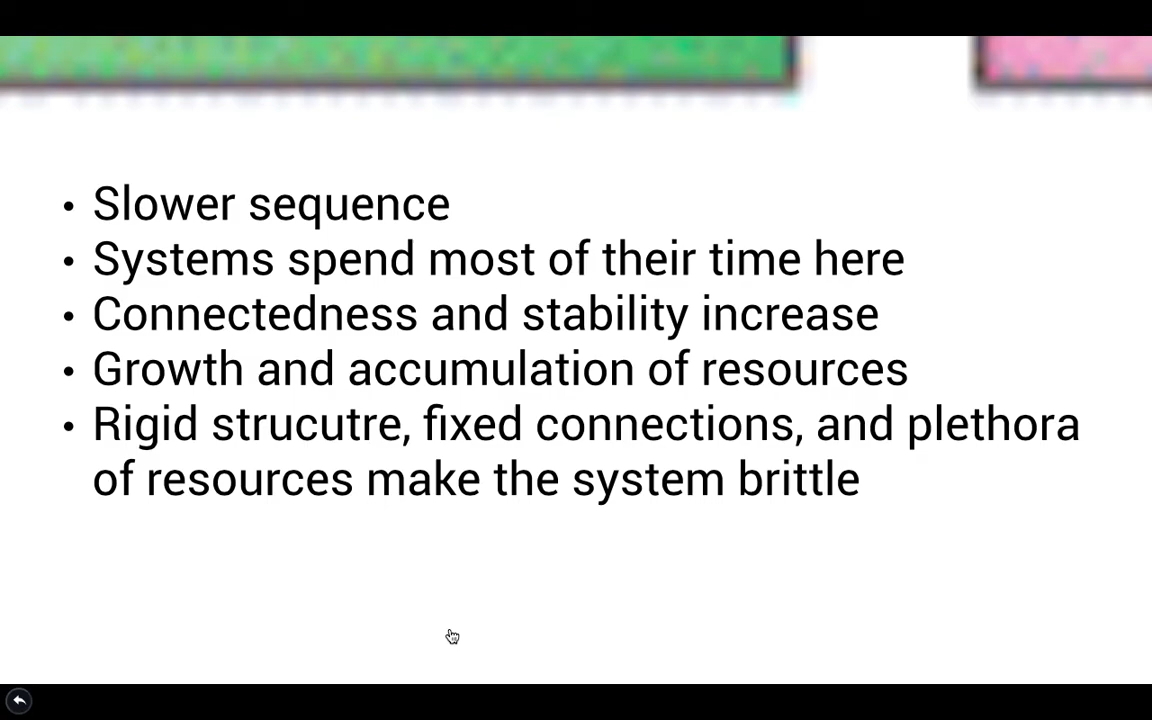 • Slower sequence
• Systems spend most of their time here
• Connectedness and stability increase
• Growth and accumulation of resources
• Rigid strucutre, fixed connections, and plethora
of resources make the system brittle